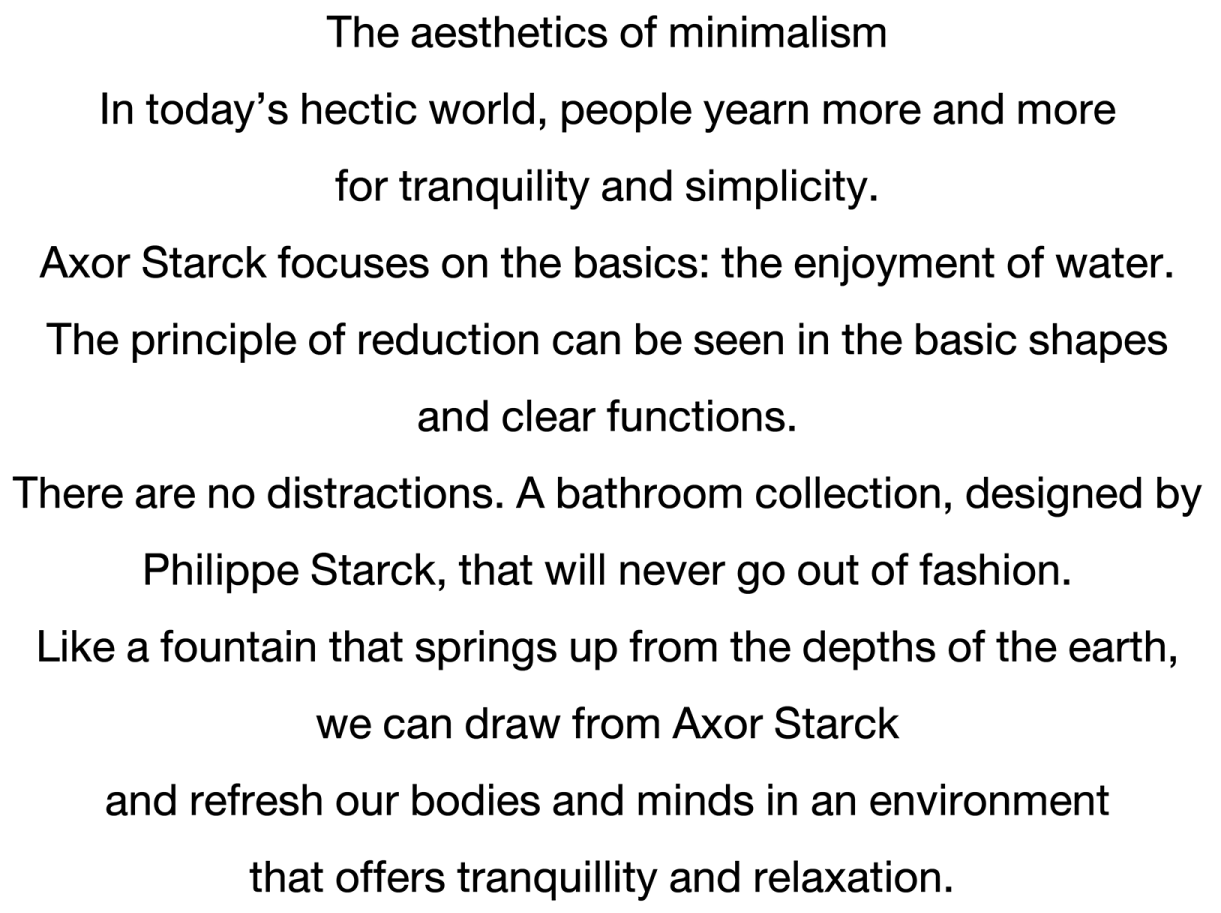 The aesthetics of minimalism
In today’s hectic world, people yearn more and more
for tranquility and simplicity.
Axor Starck focuses on the basics: the enjoyment of water.
The principle of reduction can be seen in the basic shapes
and clear functions.
There are no distractions. A bathroom collection, designed by
Philippe Starck, that will never go out of fashion.
Like a fountain that springs up from the depths of the earth,
we can draw from Axor Starck
and refresh our bodies and minds in an environment
that offers tranquillity and relaxation.